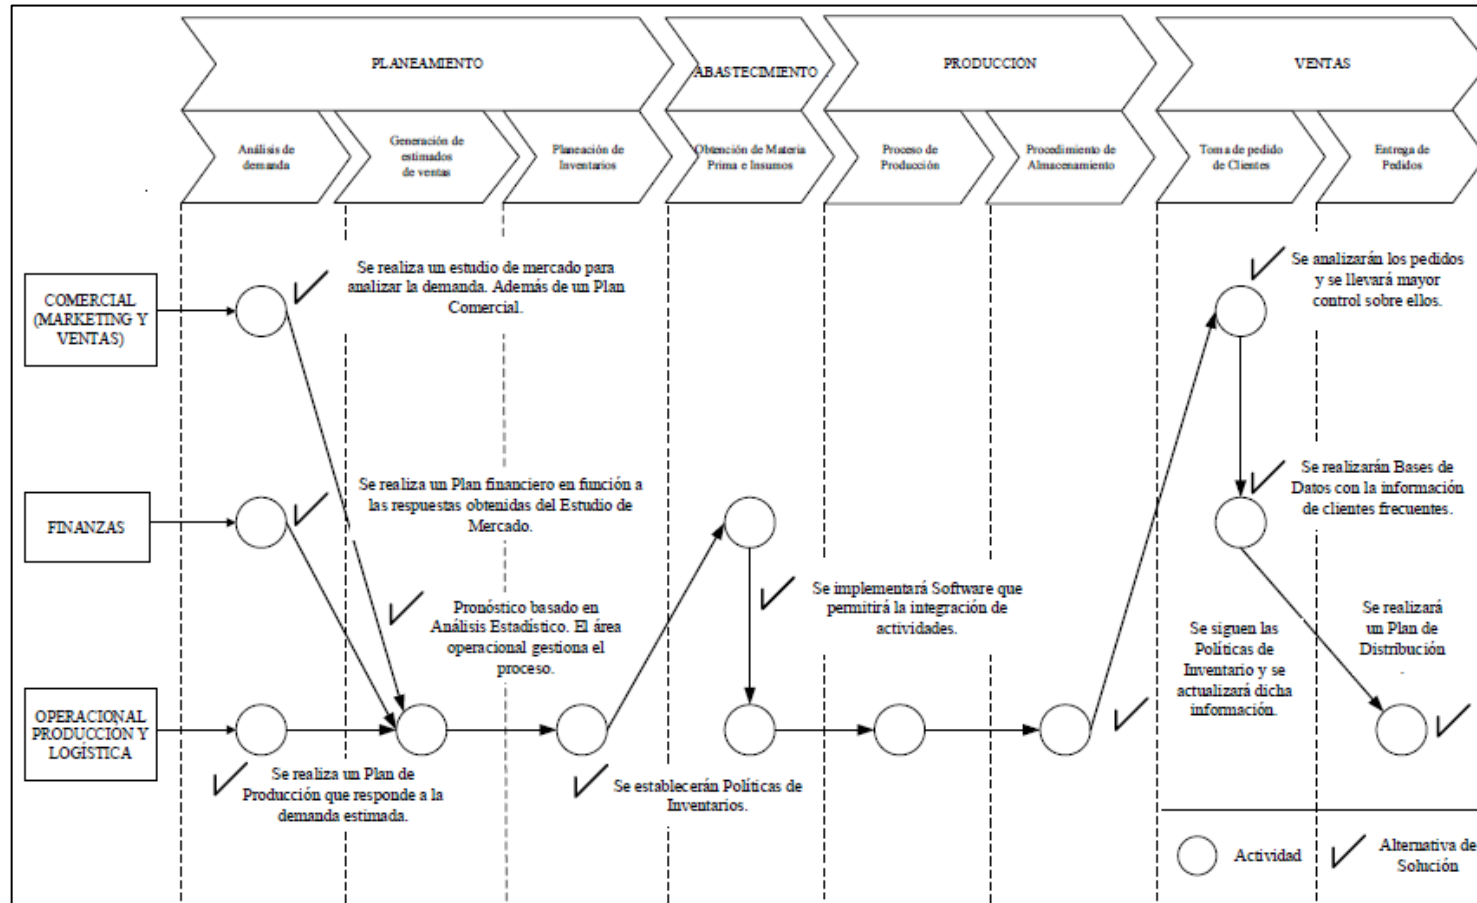 PLANEAMIENTO
ABASTECIMIENTO
PRODUCCIÓN
VENTAS
Análisis de
demanda
Generación de
estimados
de ventas
Planeación de
Inventarios
Obtención de Materia
Prima e Insumos
Proceso de
Producción
Procedimiento de
Almacenamiento
Toma de pedido
de Clientes
Entrega de
Pedidos
COMERCIAL
(MARKETING Y
VENTAS)
Se realiza un estudio de mercado para
analizar la demanda. Además de un Plan
Comercial.
Se analizarán los pedidos
y se llevará mayor
control sobre ellos.
FINANZAS
Se realiza un Plan financiero en función a
las respuestas obtenidas del Estudio de
Mercado.
Se realizarán Bases de
Datos con la información
de clientes frecuentes.
Pronóstico basado en
Análisis Estadístico. El área
operacional gestiona el
proceso.
Se implementará Software que
permitirá la integración de
actividades.
Se siguen las
Políticas de
Inventario y se
actualizará dicha
información.
Se realizará
un Plan de
Distribución
.
OPERACIONAL
PRODUCCIÓN Y
LOGÍSTICA
Se realiza un Plan de
Producción que responde a la
demanda estimada.
Se establecerán Políticas de
Inventarios.
Actividad
Alternativa de
Solución